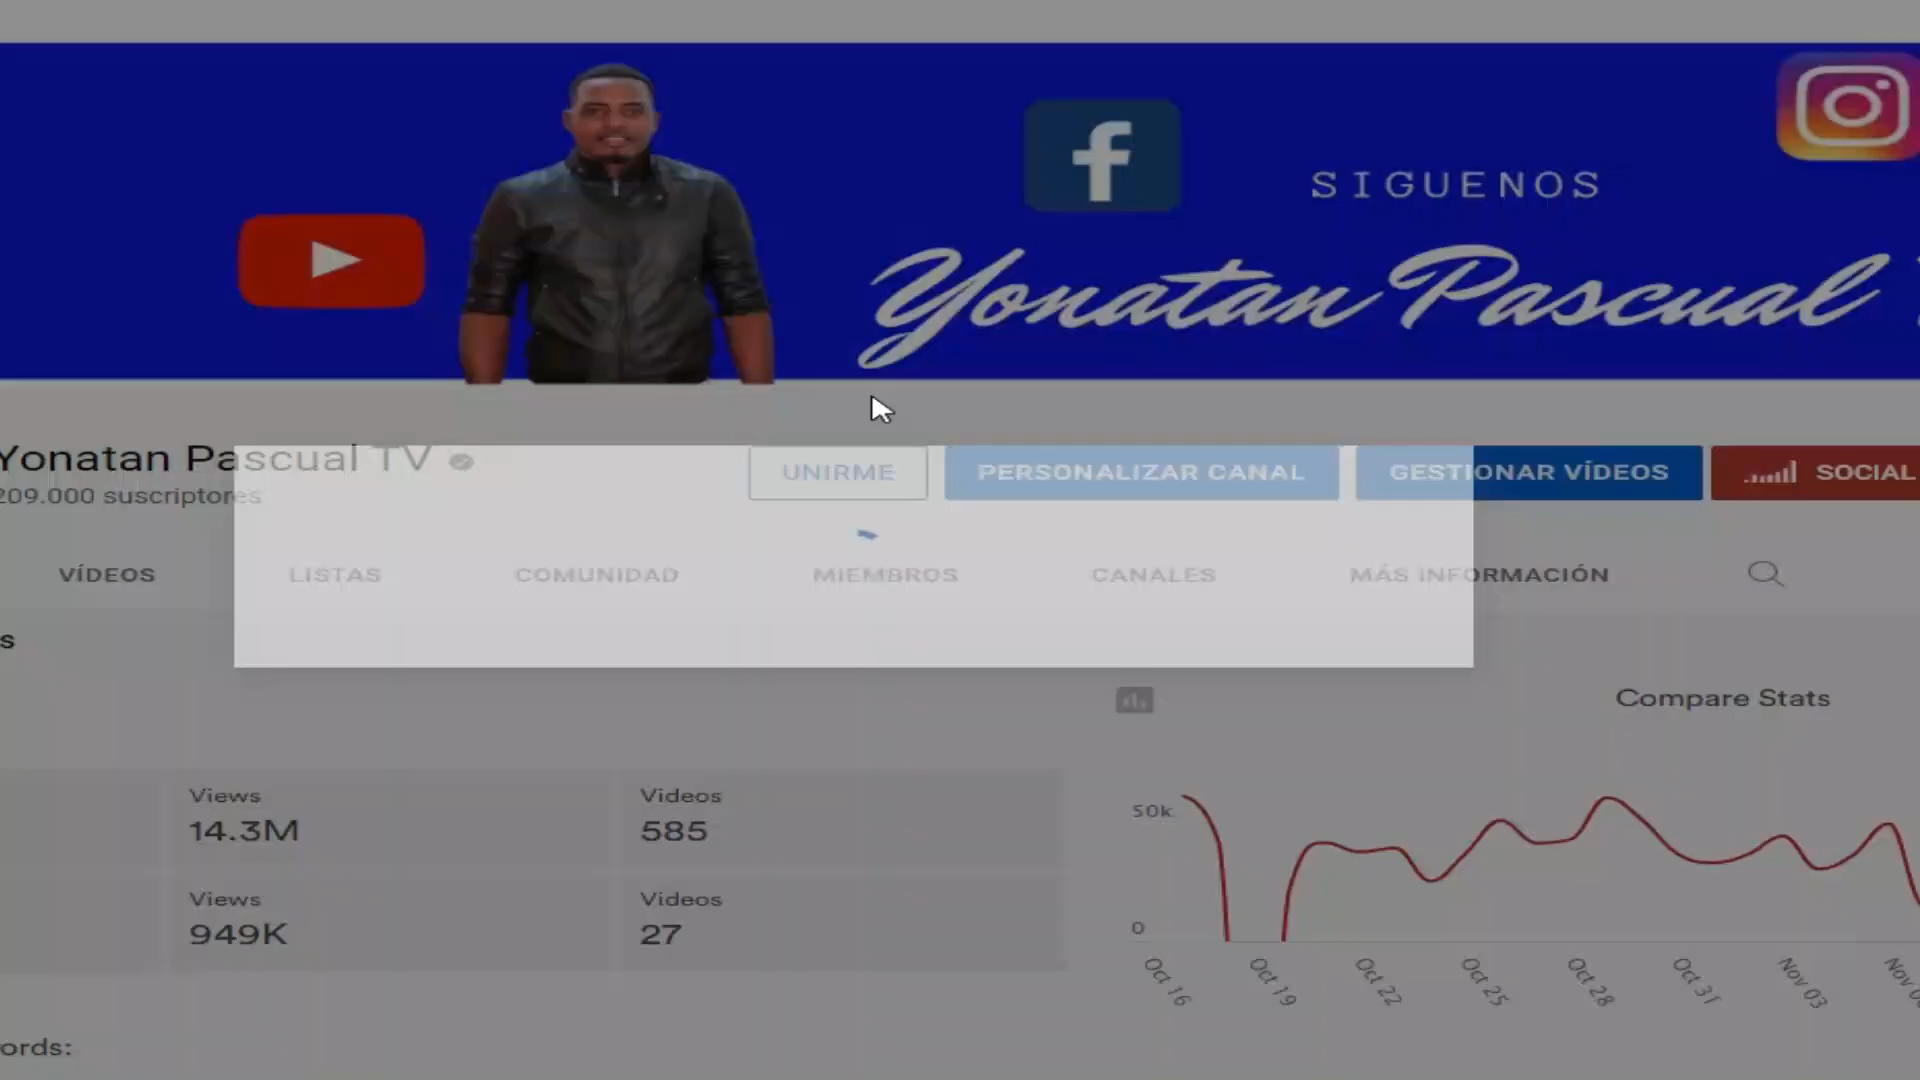 SIGUENOS
Yonatan Pascual
Yonatan Pascual TV
209.000 suscriptores
UNIRME
PERSONALIZAR CANAL
GESTIONAR VÍDEOS
SOCIAL
VÍDEOS
LISTAS
COMUNIDAD
MIEMBROS
CANALES
MÁS INFORMACIÓN
s
Compare Stats
Views
14.3M
Videos
585
Views
949K
Videos
27
50k
0
Oct 16
Oct 19
Oct 22
Oct 25
Oct 28
Oct 31
Nov 03
Nov
ords: